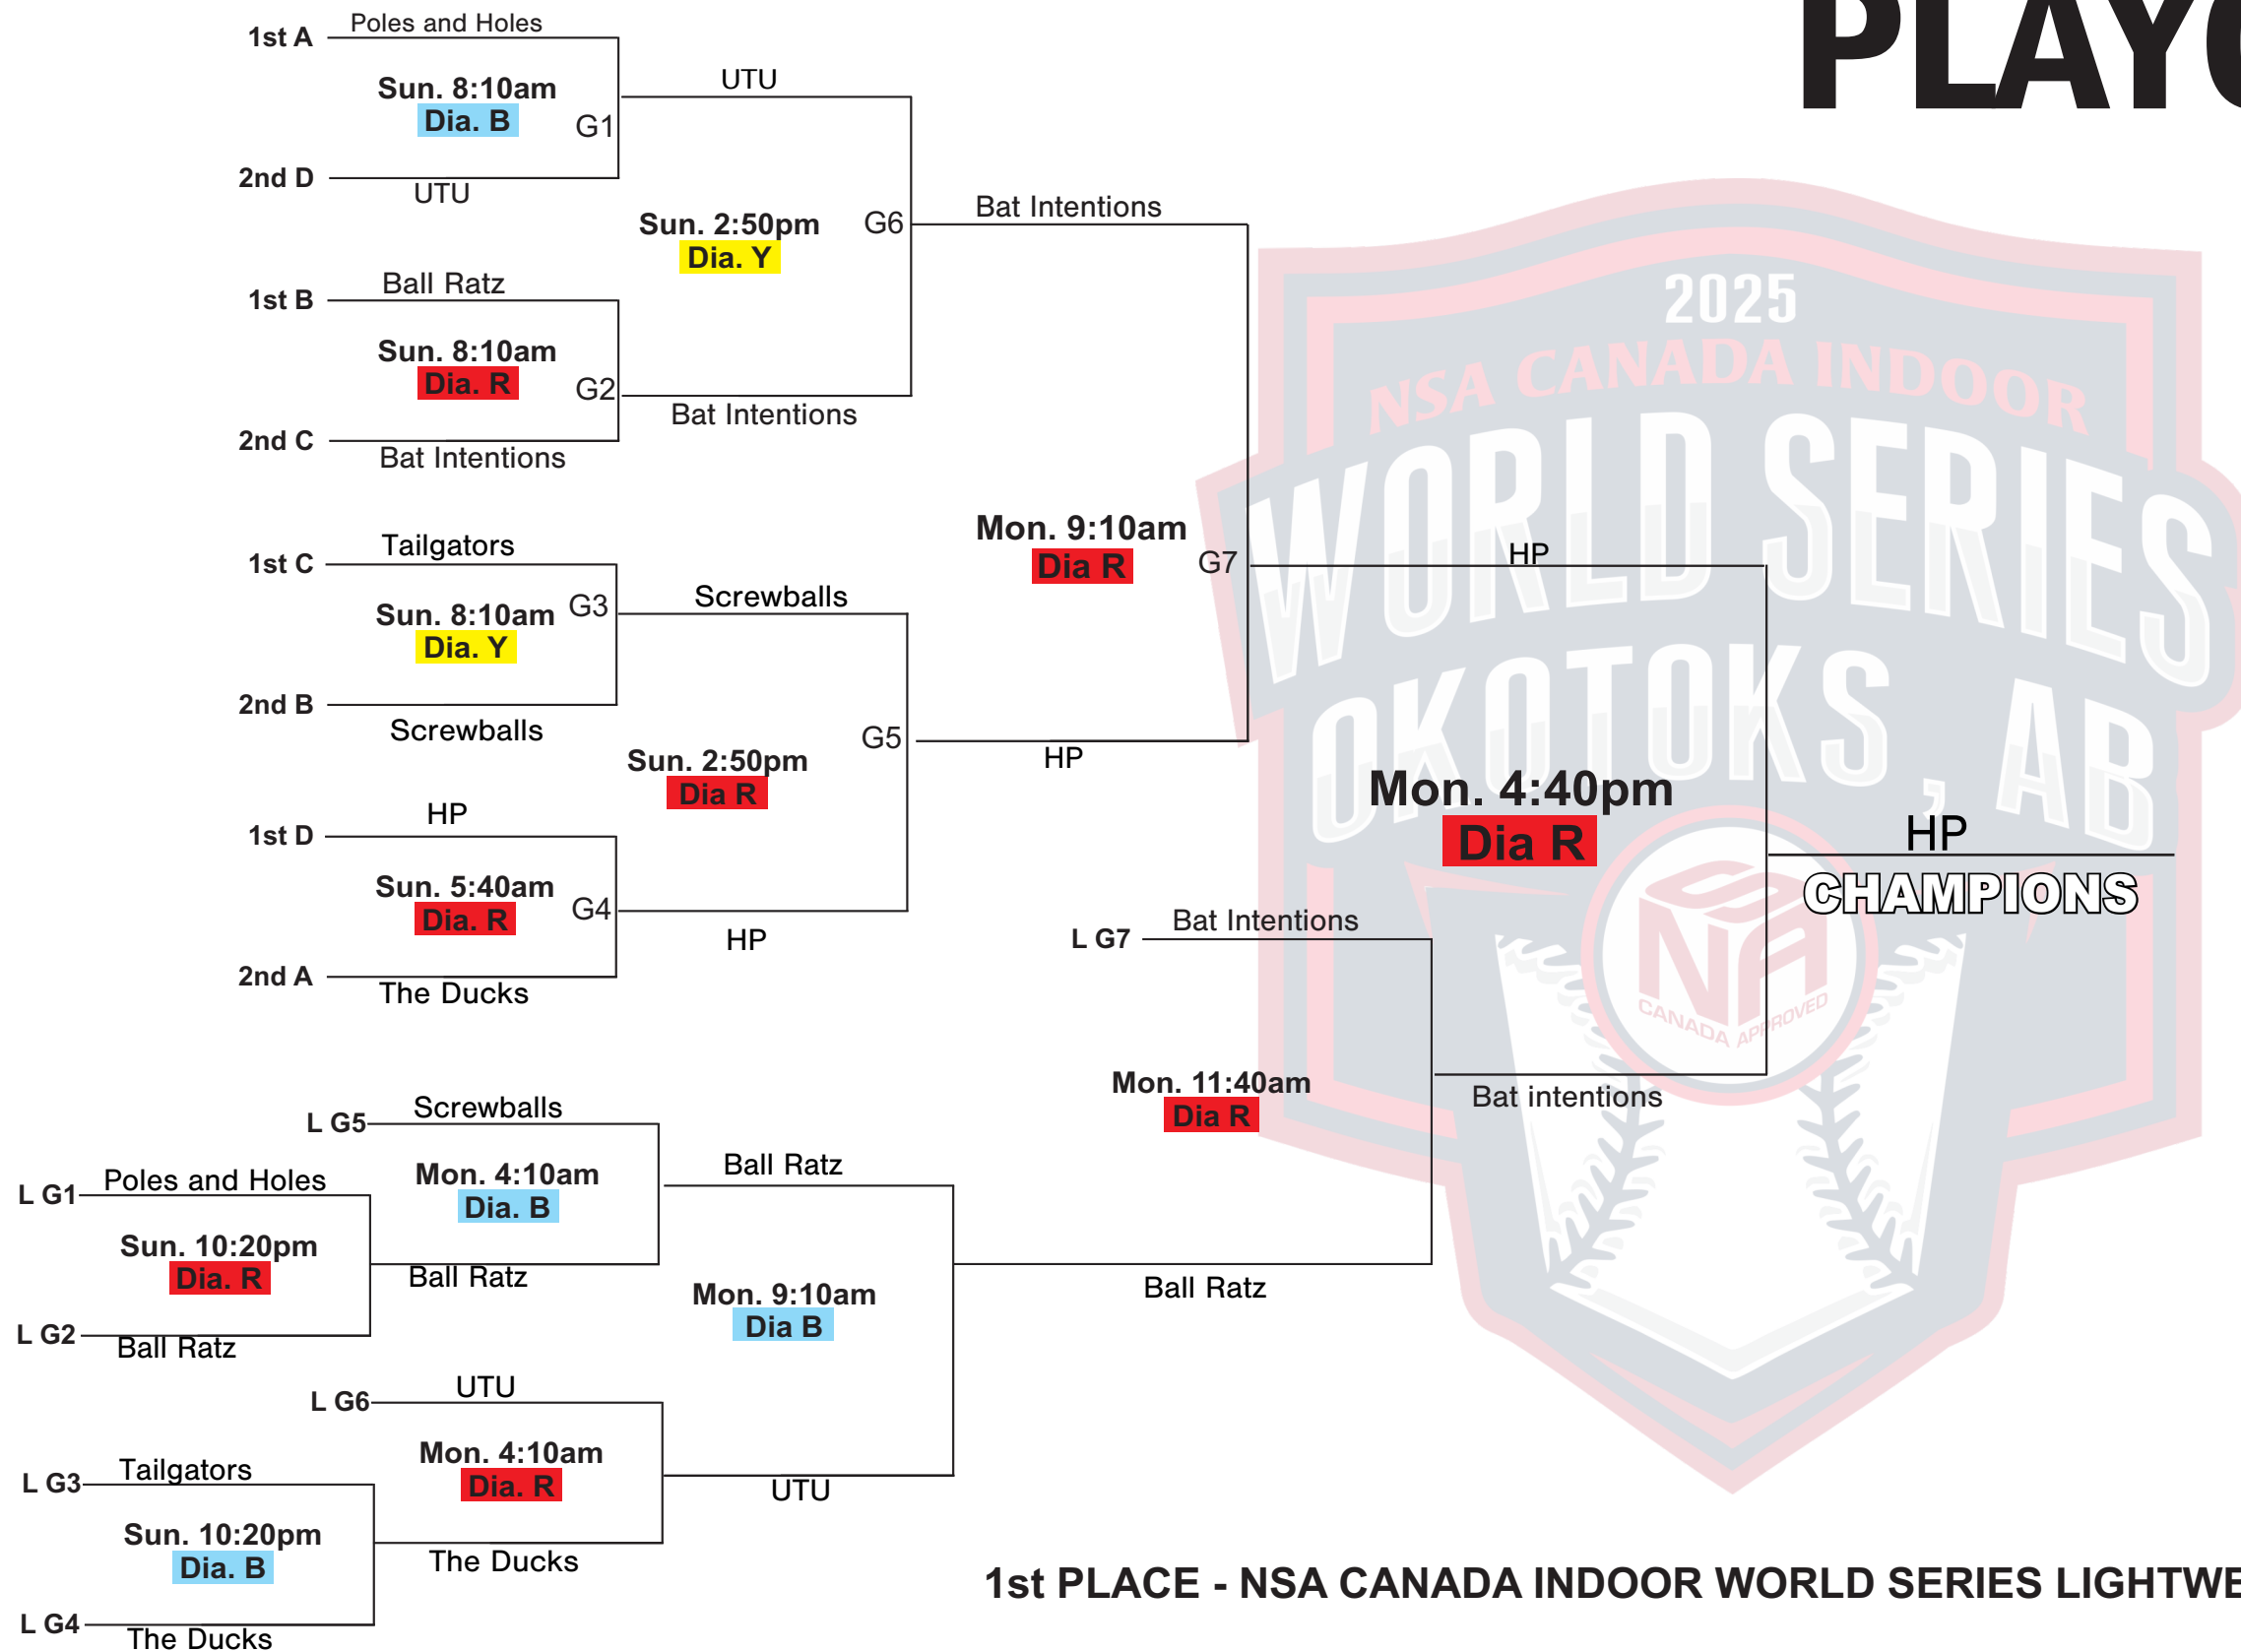 PLAYO
1st A
Poles and Holes
Sun. 8:10am
Dia. B
G1
2nd D
UTU
UTU
1st B
Ball Ratz
Sun. 8:10am
Dia. R
G2
2nd C
Bat Intentions
Bat Intentions
Sun. 2:50pm
Dia. Y
G6
Bat Intentions
1st C
Tailgators
Sun. 8:10am
Dia. Y
G3
2nd B
Screwballs
Screwballs
1st D
HP
Sun. 5:40am
Dia. R
G4
2nd A
The Ducks
HP
Sun. 2:50pm
Dia R
G5
HP
Mon. 9:10am
Dia R
G7
HP
Mon. 4:40pm
Dia R
HP
CHAMPIONS
L G7
Bat Intentions
Mon. 11:40am
Dia R
Bat intentions
L G5
Screwballs
Mon. 4:10am
Dia. B
L G1
Poles and Holes
Sun. 10:20pm
Dia. R
L G2
Ball Ratz
Ball Ratz
Ball Ratz
Mon. 9:10am
Dia B
Ball Ratz
L G6
UTU
Mon. 4:10am
Dia. R
L G3
Tailgators
Sun. 10:20pm
Dia. B
L G4
The Ducks
The Ducks
UTU
2025
NSA CANADA INDOOR
WORLD SERIES
OKOTOKS, AB
NSA
CANADA APPROVED
1st PLACE - NSA CANADA INDOOR WORLD SERIES LIGHTWE